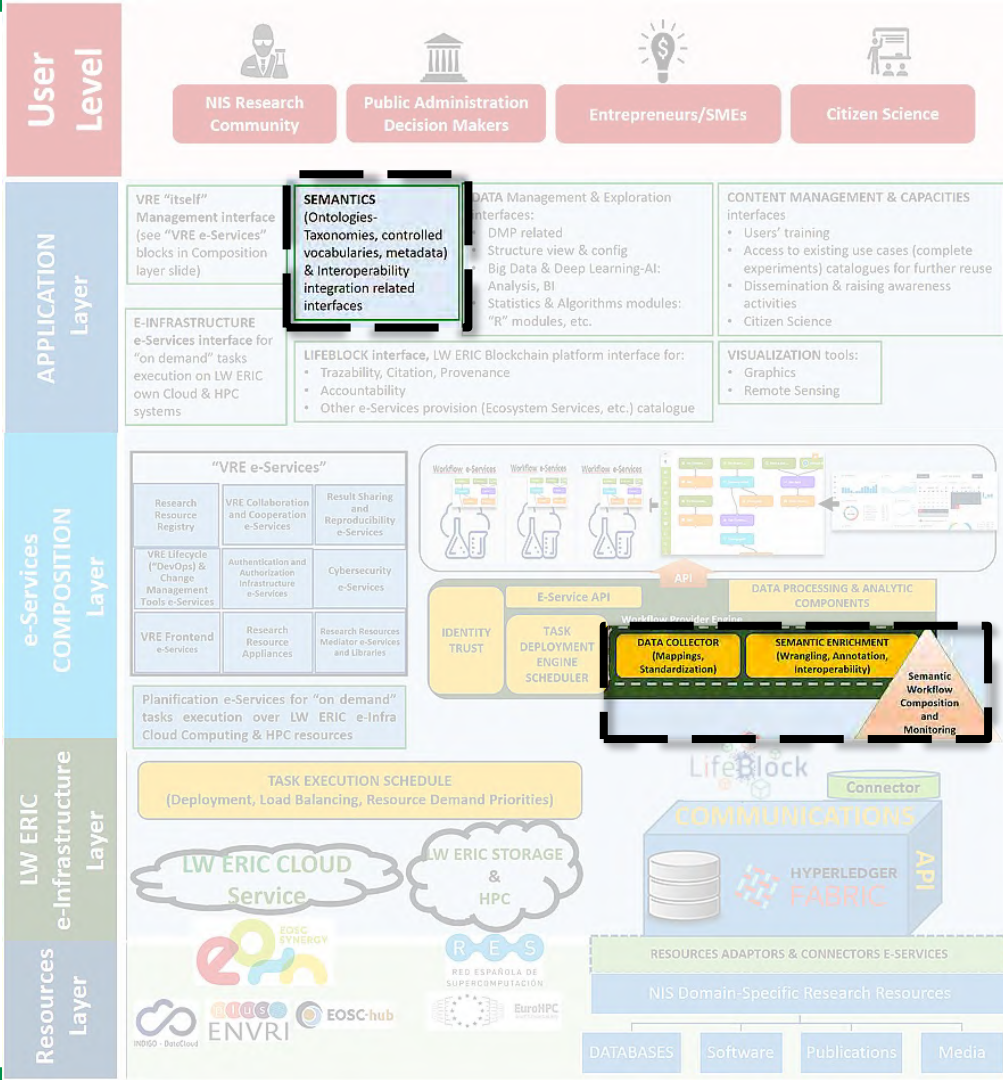 User
Level
NIS Research
Community
Public Administration
Decision Makers
Entrepreneurs/SMEs
Citizen Science
APPLICATION
Layer
VRE “itself”
Management interface
(see “VRE e-Services”
blocks in Composition
layer slide)
SEMANTICS
(Ontologies-
Taxonomies, controlled
vocabularies, metadata)
& Interoperability
integration related
interfaces
DATA Management & Exploration
interfaces:
• DMP related
• Structure view & config
• Big Data & Deep Learning-AI:
Analysis, BI
• Statistics & Algorithms modules:
“R” modules, etc.
CONTENT MANAGEMENT & CAPACITIES
interfaces
• Users’ training
• Access to existing use cases (complete
experiments) catalogues for further reuse
• Dissemination & raising awareness
activities
• Citizen Science
E-INFRASTRUCTURE
e-Services interface for
“on demand” tasks
execution on LW ERIC
own Cloud & HPC
systems
LIFEBLOCK interface, LW ERIC Blockchain platform interface for:
• Trazability, Citation, Provenance
• Accountability
• Other e-Services provision (Ecosystem Services, etc.) catalogue
VISUALIZATION tools:
• Graphics
• Remote Sensing
e-Services
COMPOSITION
Layer
“VRE e-Services”
Research
Resource
Registry
VRE Collaboration
and Cooperation
e-Services
Result Sharing
and
Reproducibility
e-Services
VRE Lifecycle
(“DevOps) &
Change
Management
Tools e-Services
Authentication and
Authorization
Infrastructure
e-Services
Cybersecurity
e-Services
VRE Frontend
e-Services
Research
Resource
Appliances
Research Resources
Mediator e-Services
and Libraries
Planification e-Services for “on demand”
tasks execution over LW ERIC e-Infra
Cloud Computing & HPC resources
Workflow e-Services
Workflow e-Services
Workflow e-Services
API
IDENTITY
TRUST
E-Service API
TASK
DEPLOYMENT
ENGINE
SCHEDULER
DATA PROCESSING & ANALYTIC
COMPONENTS
Workflow Provider Engine
DATA COLLECTOR
(Mappings,
Standardization)
SEMANTIC ENRICHMENT
(Wrangling, Annotation,
Interoperability)
Semantic
Workflow
Composition
and
Monitoring
LW ERIC
e-Infrastructure
Layer
TASK EXECUTION SCHEDULE
(Deployment, Load Balancing, Resource Demand Priorities)
LW ERIC CLOUD
Service
LW ERIC STORAGE
&
HPC
LifeBlock
Connector
COMMUNICATIONS
API
HYPERLEDGER
FABRIC
Resources
Layer
EOSC
SYNERGY
INDIGO - DataCloud
PLUS
ENVRI
EOSC-hub
RES
RED ESPAÑOLA DE
SUPERCOMPUTACIÓN
EuroHPC
RESOURCES ADAPTORS & CONNECTORS E-SERVICES
NIS Domain-Specific Research Resources
DATABASES
Software
Publications
Media